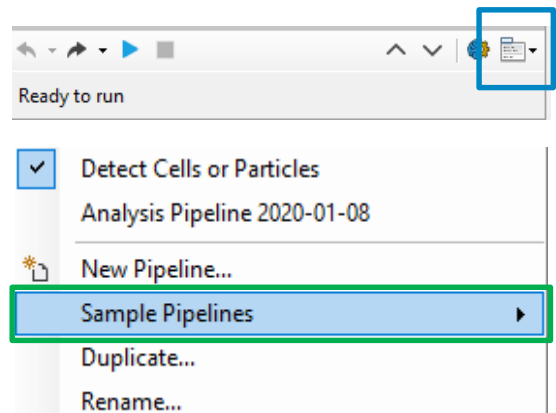 Ready to run
Detect Cells or Particles
Analysis Pipeline 2020-01-08
New Pipeline...
Sample Pipelines
Duplicate...
Rename...